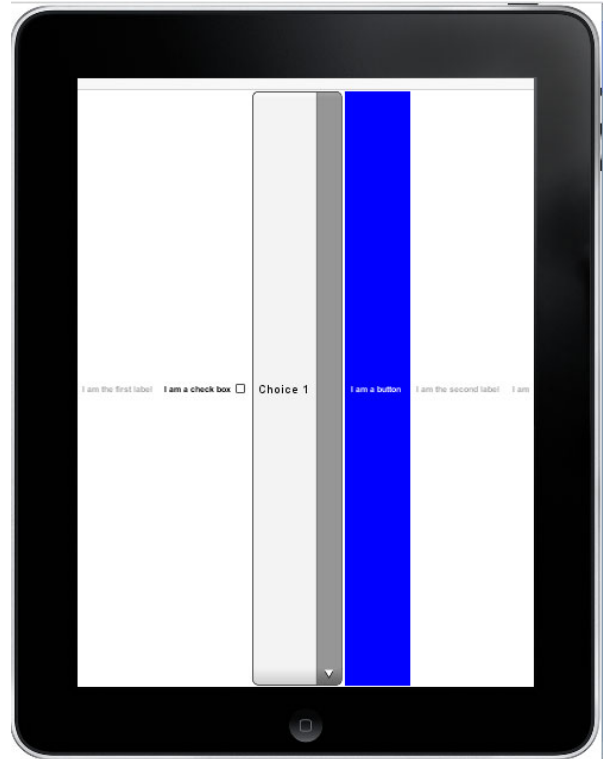 I am the first label
I am a check box
Choice 1
I am a button
I am the second label
I am